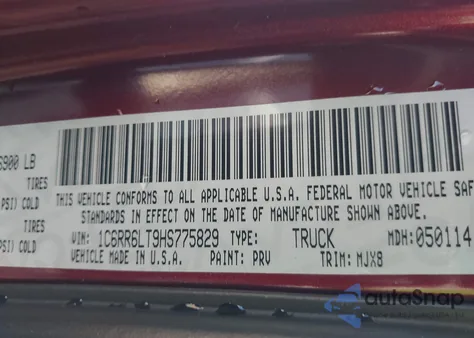 6900 LB
TIRES
PSI) COLD
TIRES
PSI) COLD
THIS VEHICLE CONFORMS TO ALL APPLICABLE U.S.A. FEDERAL MOTOR VEHICLE SAF
STANDARDS IN EFFECT ON THE DATE OF MANUFACTURE SHOWN ABOVE.
VIN: 1C6RR6LT9HS775829 TYPE: TRUCK MDH:050114
VEHICLE MADE IN U.S.A. PAINT: PRV TRIM: MJX8
autoSnap